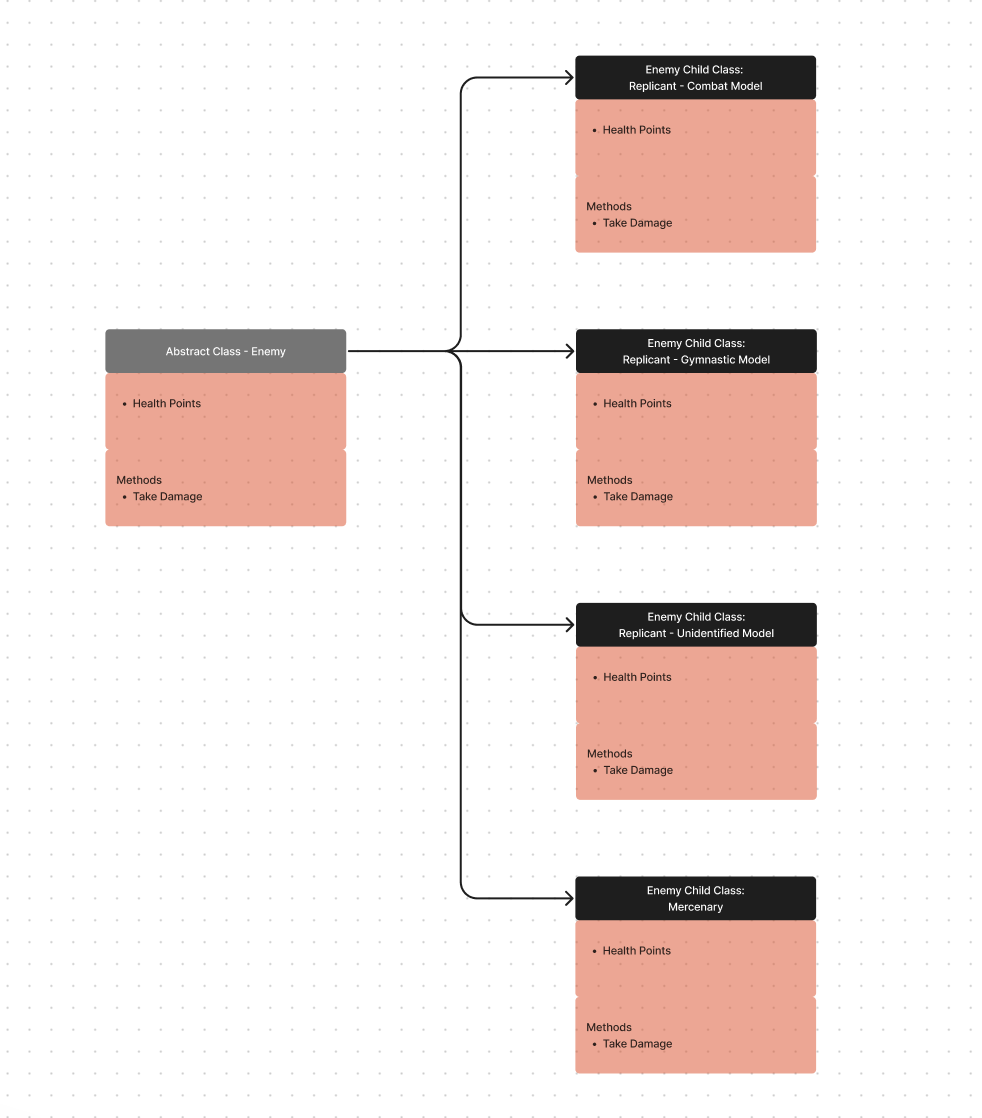 Enemy Child Class:
Replicant - Combat Model
• Health Points
Methods
• Take Damage
Abstract Class - Enemy
• Health Points
Methods
• Take Damage
Enemy Child Class:
Replicant - Gymnastic Model
• Health Points
Methods
• Take Damage
Enemy Child Class:
Replicant - Unidentified Model
• Health Points
Methods
• Take Damage
Enemy Child Class:
Mercenary
• Health Points
Methods
• Take Damage